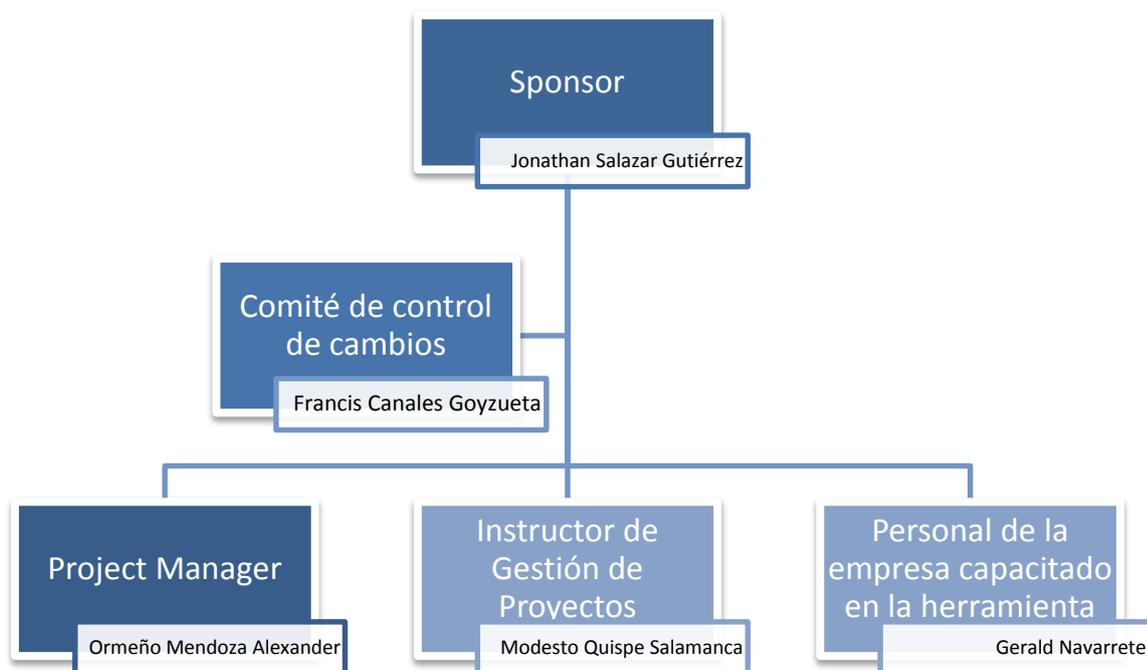 Sponsor
Jonathan Salazar Gutiérrez
Comité de control
de cambios
Francis Canales Goyzueta
Project Manager
Ormeño Mendoza Alexander
Instructor de
Gestión de
Proyectos
Modesto Quispe Salamanca
Personal de la
empresa capacitado
en la herramienta
Gerald Navarrete